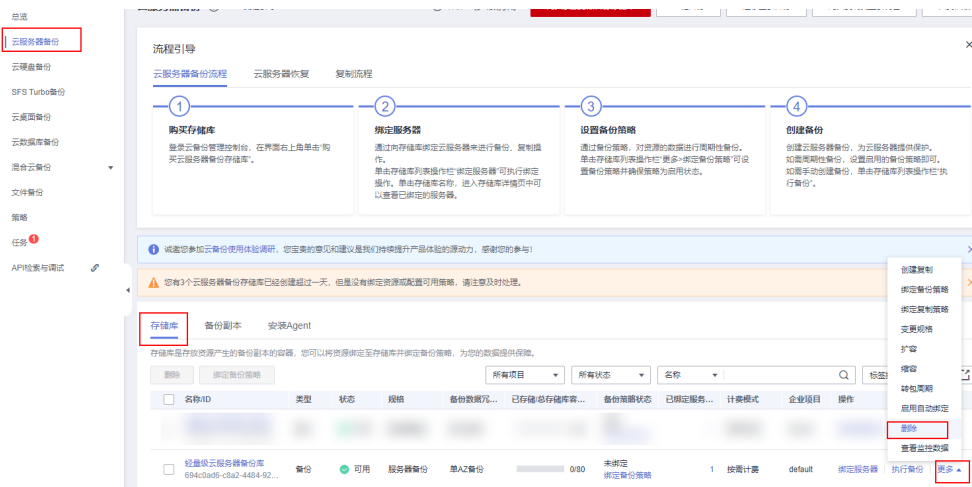 总览
云服务器备份
云硬盘备份
SFS Turbo备份
云桌面备份
云数据库备份
混合云备份
文件备份
策略
任务 1
API检索与调试
流程引导
云服务器备份流程 云服务器恢复 复制流程
1 2 3 4
购买存储库
登录云备份管理控制台，在界面右上角单击“购
买云服务器备份存储库”。
绑定服务器
通过向存储库绑定云服务器来进行备份、复制操
作。
单击存储库列表操作栏“绑定服务器”可执行绑定
操作。单击存储库名称，进入存储库详情页中可
以查看已绑定的服务器。
设置备份策略
通过备份策略，对资源的数据进行周期性备份。
单击存储库列表操作栏“更多>绑定备份策略”可设
置备份策略并确保策略为启用状态。
创建备份
创建云服务器备份，为云服务器提供保护。
如需周期性备份，设置启用的备份策略即可。
如需手动创建备份，单击存储库列表操作栏“执
行备份”。
诚邀您参加云备份使用体验调研，您宝贵的意见和建议是我们持续提升产品体验的源动力，感谢您的参与！
您有3个云服务器备份存储库已经创建超过一天，但是没有绑定资源或配置可用策略，请注意及时处理。
存储库 备份副本 安装Agent
存储库是存放资源产生的备份副本的容器，您可以将资源绑定至存储库并绑定备份策略，为您的数据提供保障。
删除 绑定备份策略 所有项目 所有状态 名称
名称/ID 类型 状态 规格 备份数据冗... 已存储/总存储库容... 备份策略状态 已绑定服务... 计费模式 企业项目 操作
轻量级云服务器备份库 备份 可用 服务器备份 单AZ备份 0/80 未绑定 1 按需计费 default 绑定服务器 执行备份 更多
694c0ad6-c8a2-4484-92... 绑定备份策略
创建复制
绑定备份策略
绑定复制策略
变更规格
扩容
缩容
转包周期
启用自动绑定
删除
查看监控数据